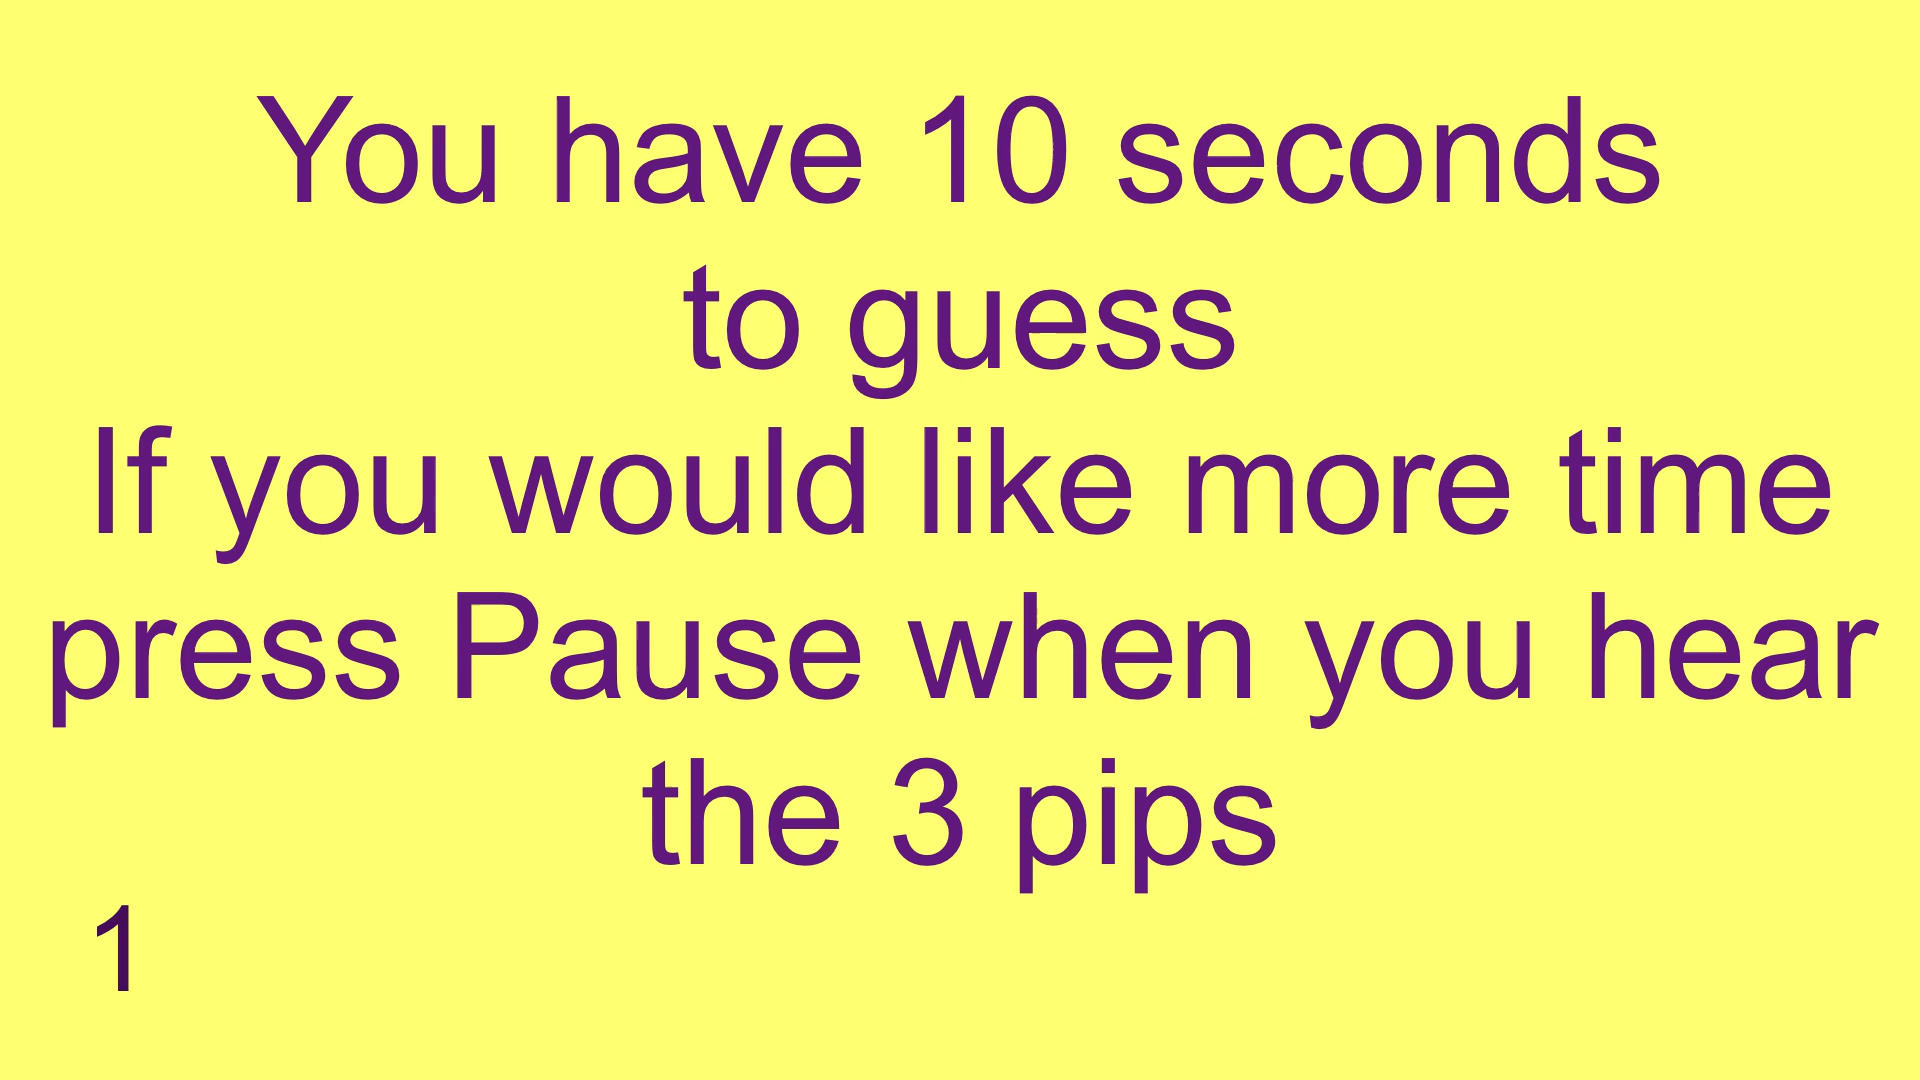 You have 10 seconds
to guess
If you would like more time
press Pause when you hear
the 3 pips
1